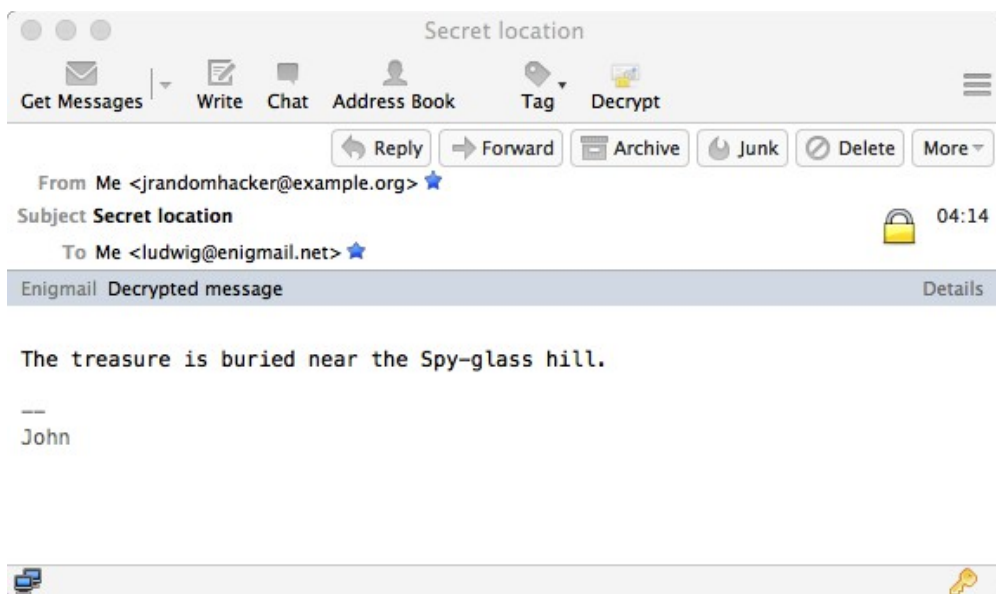 Secret location
Get Messages Write Chat Address Book Tag Decrypt
Reply Forward Archive Junk Delete More
From Me <jrandomhacker@example.org>
Subject Secret location 04:14
To Me <ludwig@enigmail.net>
Enigmail Decrypted message Details
The treasure is buried near the Spy-glass hill.
--
John